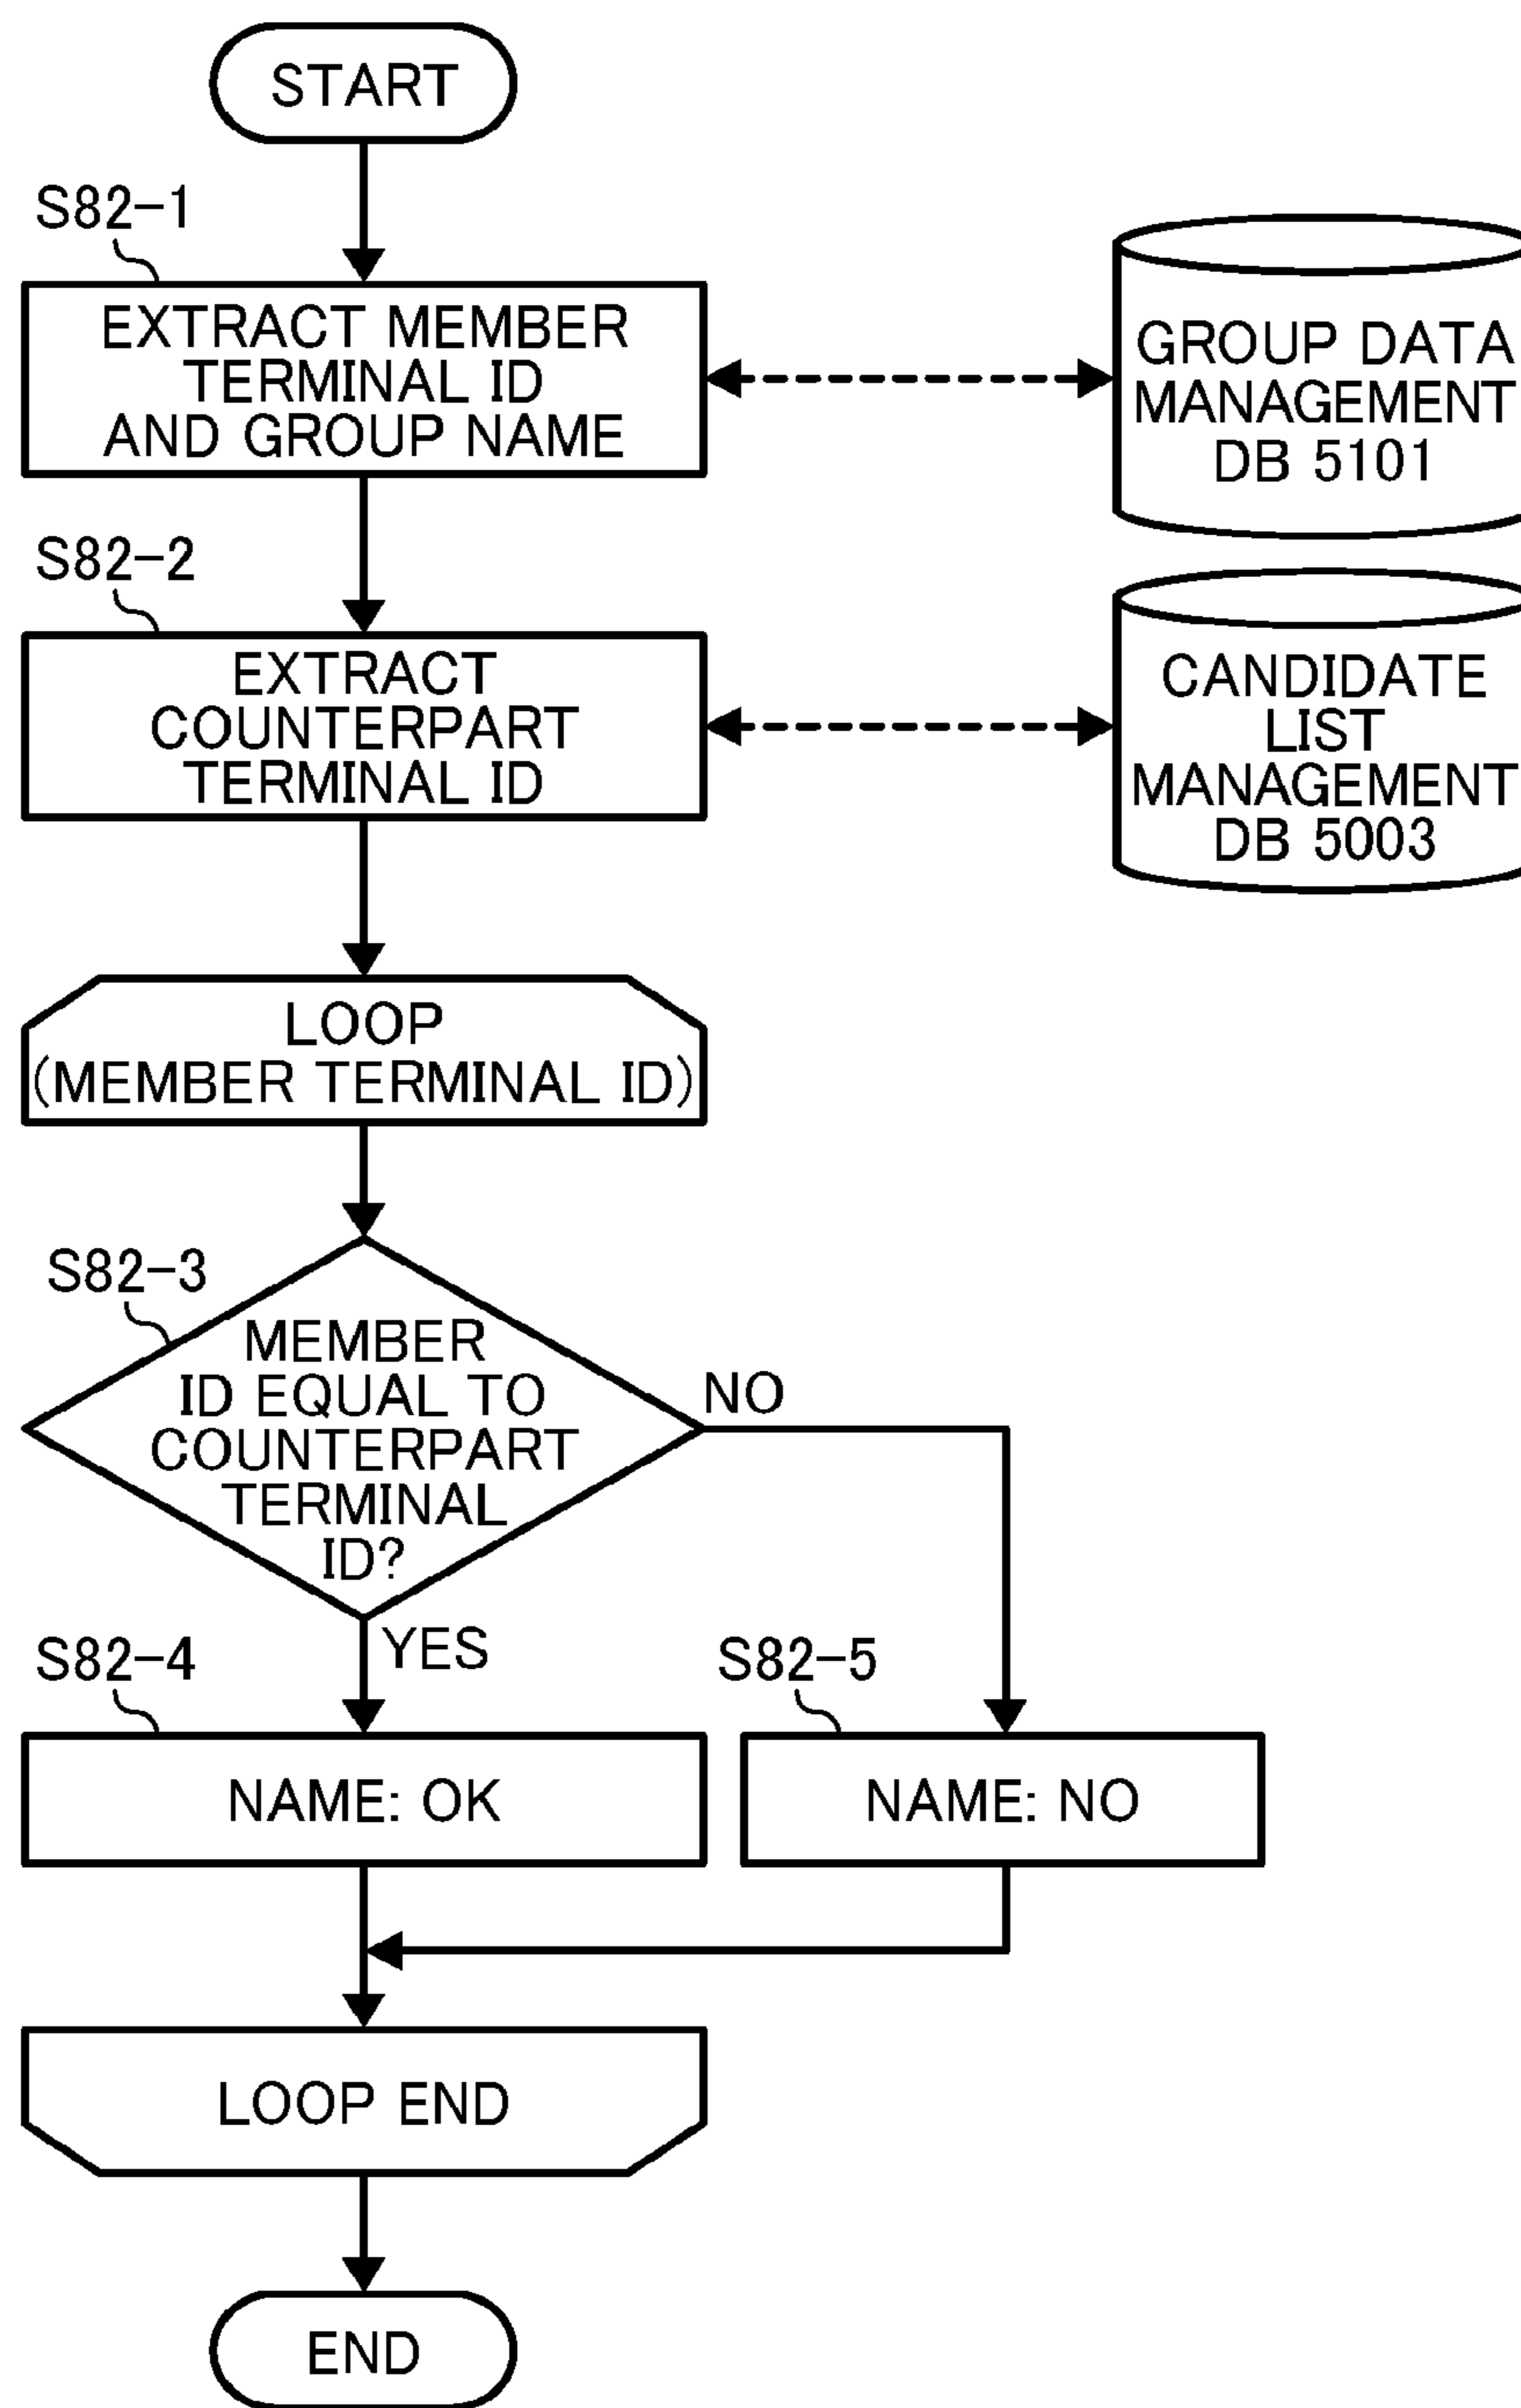 START
S82-1
EXTRACT MEMBER
TERMINAL ID
AND GROUP NAME
GROUP DATA
MANAGEMENT
DB 5101
S82-2
EXTRACT
COUNTERPART
TERMINAL ID
CANDIDATE
LIST
MANAGEMENT
DB 5003
LOOP
(MEMBER TERMINAL ID)
S82-3
MEMBER
ID EQUAL TO
COUNTERPART
TERMINAL
ID?
NO
YES
S82-4
NAME: OK
S82-5
NAME: NO
LOOP END
END